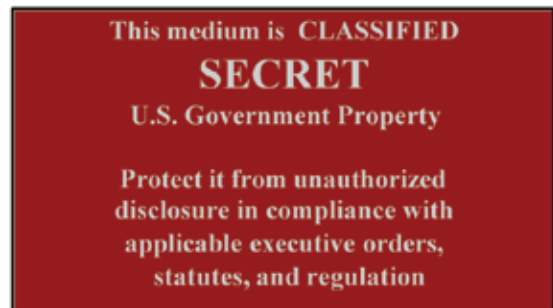 This medium is CLASSIFIED
SECRET
U.S. Government Property
Protect it from unauthorized
disclosure in compliance with
applicable executive orders,
statutes, and regulation